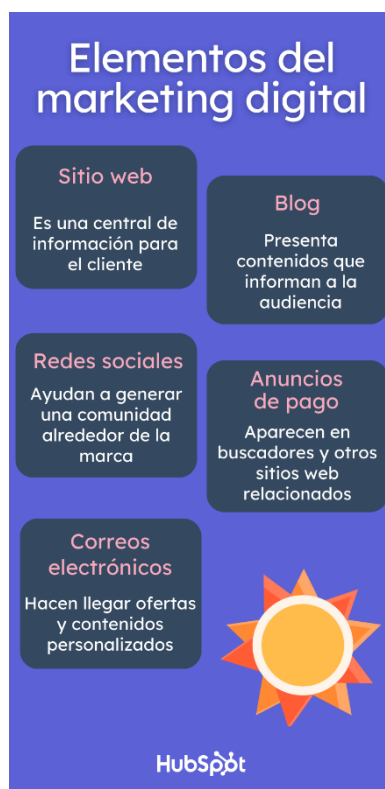 Elementos del
marketing digital
Sitio web
Es una central de
información para
el cliente
Blog
Presenta
contenidos que
informan a la
audiencia
Redes sociales
Ayudan a generar
una comunidad
alrededor de la
marca
Anuncios
de pago
Aparecen en
buscadores y otros
sitios web
relacionados
Correos
electrónicos
Hacen llegar ofertas
y contenidos
personalizados
HubSpot